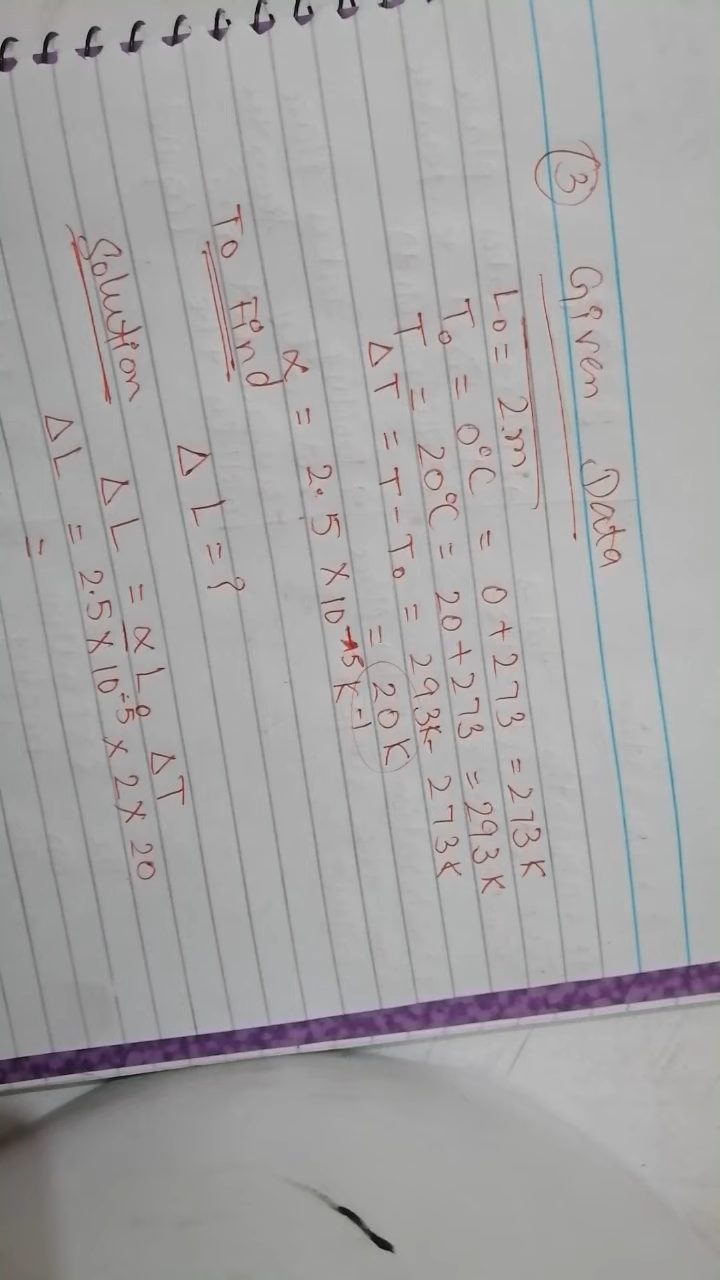 ③ Given Data
L₀ = 2m
T₀ = 0°C = 0 + 273 = 273 K
T = 20°C = 20 + 273 = 293 K
ΔT = T - T₀ = 293K - 273K
= 20K
α = 2.5 × 10⁻⁵ K⁻¹
To Find
ΔL = ?
Solution
ΔL = αL₀ ΔT
ΔL = 2.5 × 10⁻⁵ × 2 × 20
=